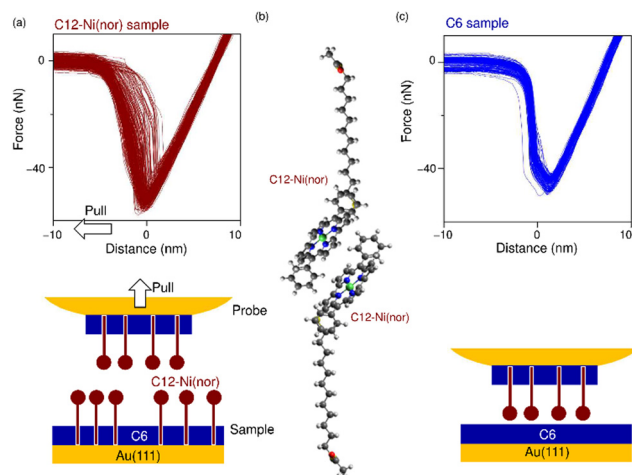 (a)
C12-Ni(nor) sample
0
−40
Force (nN)
Pull
−10
0
10
Distance (nm)
Pull
Probe
C12-Ni(nor)
Sample
C6
Au(111)
(b)
C12-Ni(nor)
C12-Ni(nor)
(c)
C6 sample
0
−40
Force (nN)
−10
0
10
Distance (nm)
C6
Au(111)